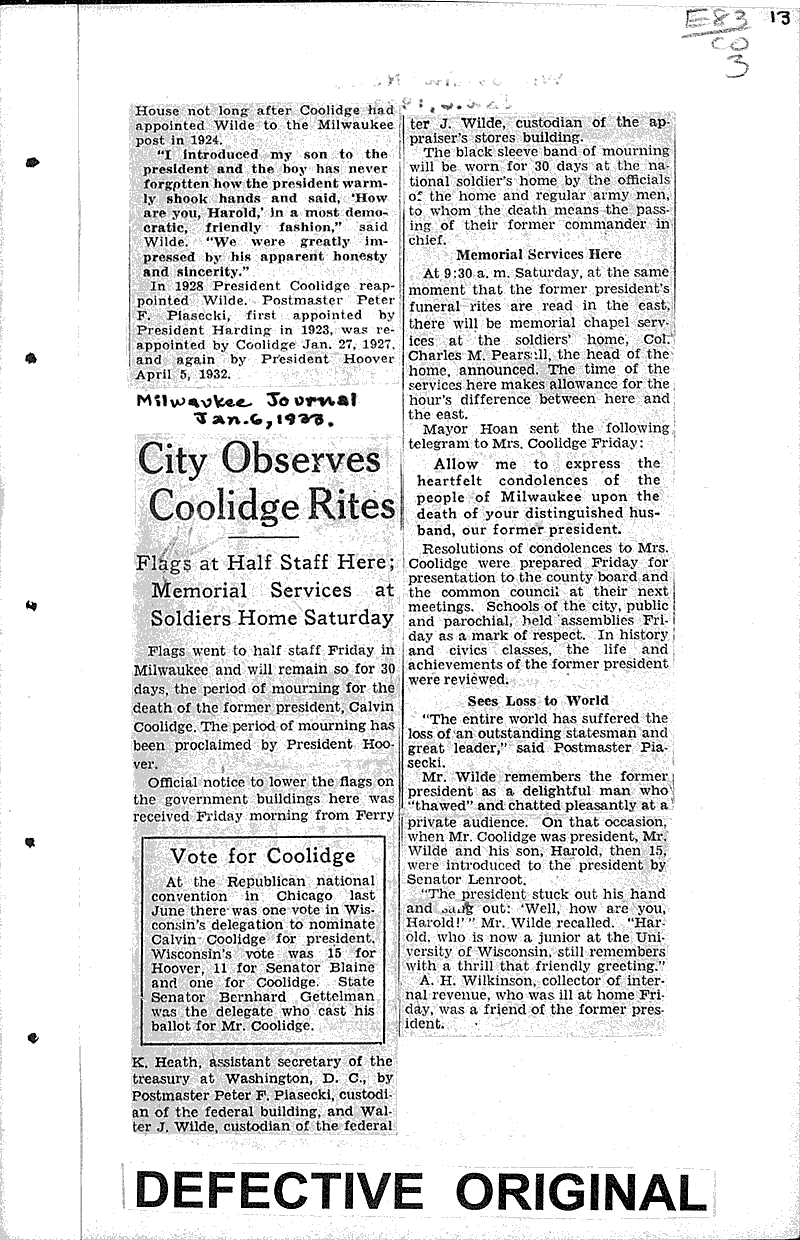 E83 13
CO
3
House not long after Coolidge had
appointed Wilde to the Milwaukee
post in 1924.
"I introduced my son to the
president and the boy has never
forgotten how the president warm-
ly shook hands and said, 'How
are you, Harold,' in a most demo-
cratic, friendly fashion," said
Wilde. "We were greatly im-
pressed by his apparent honesty
and sincerity."
In 1928 President Coolidge reap-
pointed Wilde. Postmaster Peter
F. Piasecki, first appointed by
President Harding in 1923, was re-
appointed by Coolidge Jan. 27, 1927,
and again by President Hoover
April 5, 1932.
Milwaukee Journal
Jan. 6, 1933.
City Observes
Coolidge Rites
Flags at Half Staff Here;
Memorial Services at
Soldiers Home Saturday
Flags went to half staff Friday in
Milwaukee and will remain so for 30
days, the period of mourning for the
death of the former president, Calvin
Coolidge. The period of mourning has
been proclaimed by President Hoo-
ver.
Official notice to lower the flags on
the government buildings here was
received Friday morning from Ferry
Vote for Coolidge
At the Republican national
convention in Chicago last
June there was one vote in Wis-
consin's delegation to nominate
Calvin Coolidge for president.
Wisconsin's vote was 15 for
Hoover, 11 for Senator Blaine
and one for Coolidge. State
Senator Bernhard Gettelman
was the delegate who cast his
ballot for Mr. Coolidge.
K. Heath, assistant secretary of the
treasury at Washington, D. C., by
Postmaster Peter F. Piasecki, custodi-
an of the federal building, and Wal-
ter J. Wilde, custodian of the federal
ter J. Wilde, custodian of the ap-
praiser's stores building.
The black sleeve band of mourning
will be worn for 30 days at the na-
tional soldier's home by the officials
of the home and regular army men,
to whom the death means the pass-
ing of their former commander in
chief.
Memorial Services Here
At 9:30 a. m. Saturday, at the same
moment that the former president's
funeral rites are read in the east,
there will be memorial chapel serv-
ices at the soldiers' home, Col.
Charles M. Pearsall, the head of the
home, announced. The time of the
services here makes allowance for the
hour's difference between here and
the east.
Mayor Hoan sent the following
telegram to Mrs. Coolidge Friday:
Allow me to express the
heartfelt condolences of the
people of Milwaukee upon the
death of your distinguished hus-
band, our former president.
Resolutions of condolences to Mrs.
Coolidge were prepared Friday for
presentation to the county board and
the common council at their next
meetings. Schools of the city, public
and parochial, held assemblies Fri-
day as a mark of respect. In history
and civics classes, the life and
achievements of the former president
were reviewed.
Sees Loss to World
"The entire world has suffered the
loss of an outstanding statesman and
great leader," said Postmaster Pia-
secki.
Mr. Wilde remembers the former
president as a delightful man who
"thawed" and chatted pleasantly at a
private audience. On that occasion,
when Mr. Coolidge was president, Mr.
Wilde and his son, Harold, then 15,
were introduced to the president by
Senator Lenroot.
"The president stuck out his hand
and sang out: 'Well, how are you,
Harold!' " Mr. Wilde recalled. "Har-
old, who is now a junior at the Uni-
versity of Wisconsin, still remembers
with a thrill that friendly greeting."
A. H. Wilkinson, collector of inter-
nal revenue, who was ill at home Fri-
day, was a friend of the former pres-
ident.
DEFECTIVE ORIGINAL